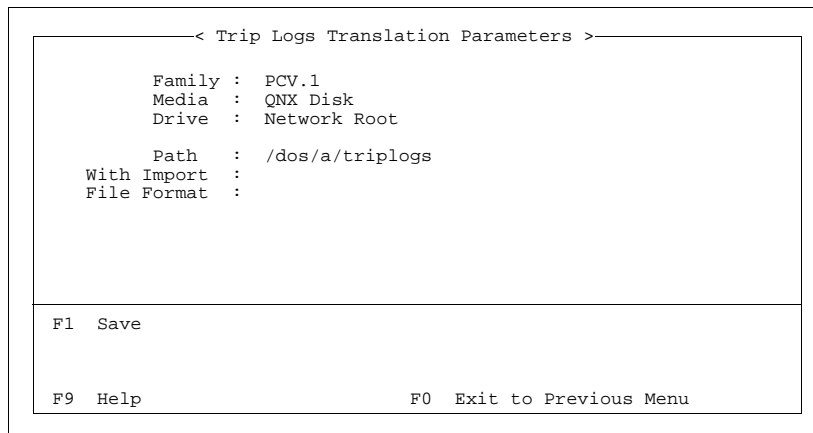 < Trip Logs Translation Parameters >
Family : PCV.1
Media : QNX Disk
Drive : Network Root
Path : /dos/a/triplogs
With Import :
File Format :
F1 Save
F9 Help F0 Exit to Previous Menu